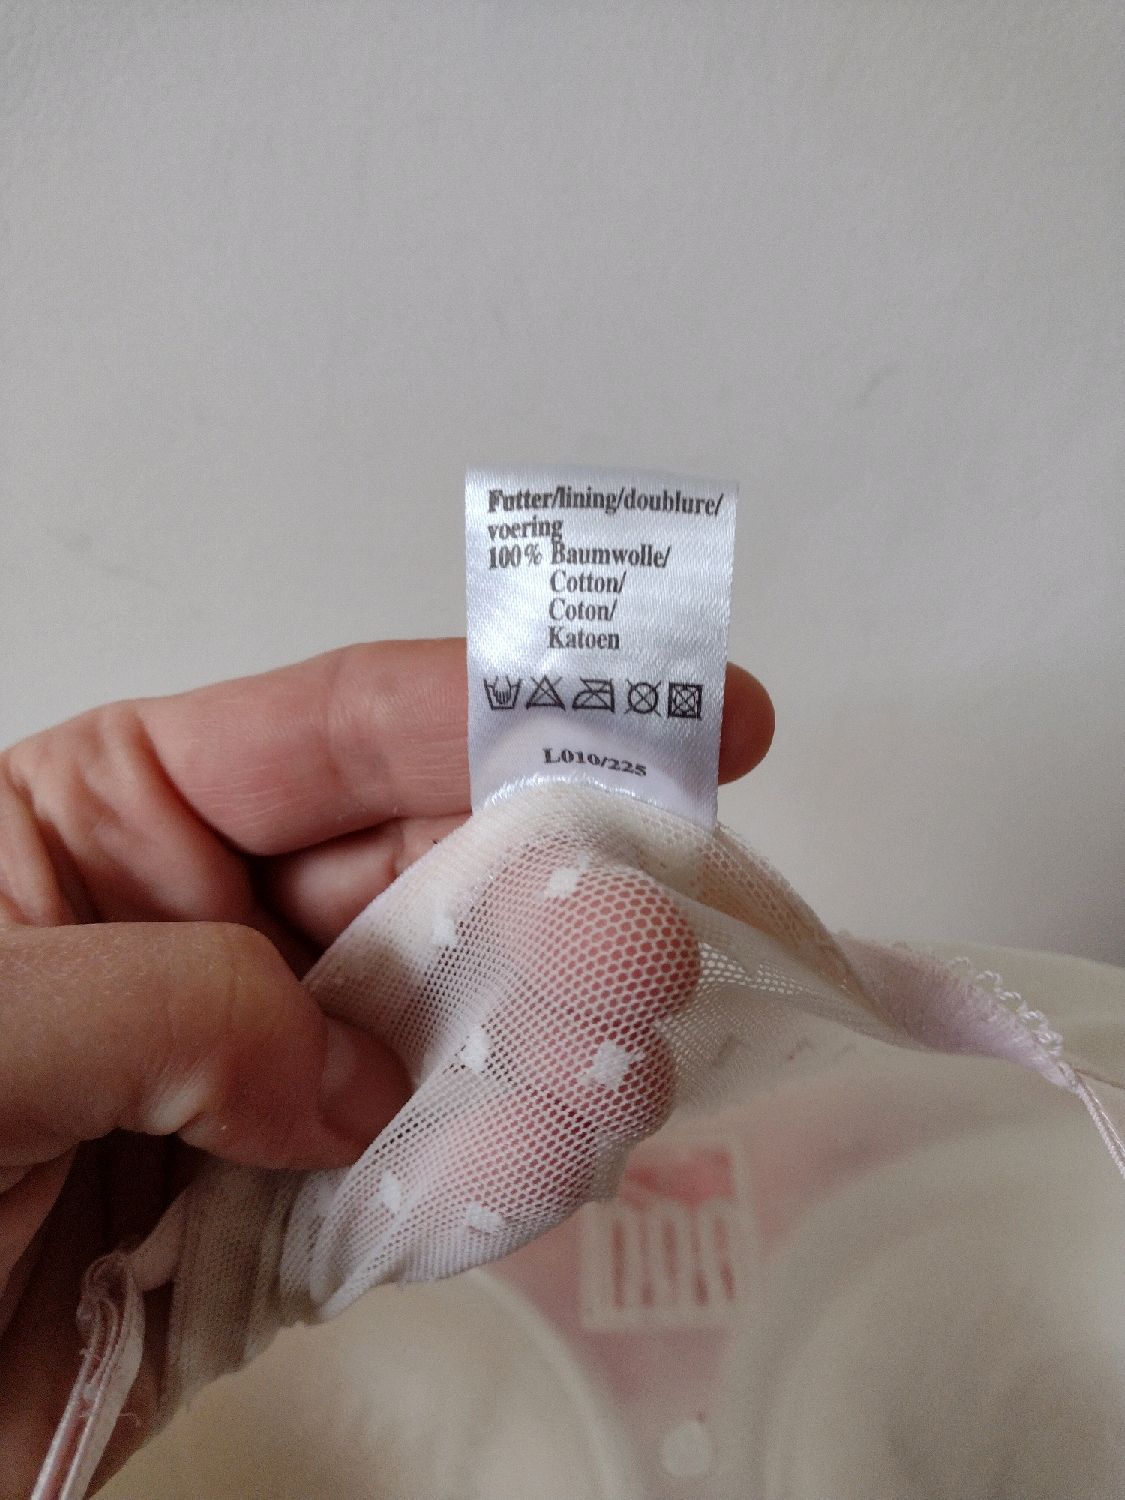 Futter/lining/doublure/
voering
100% Baumwolle/
Cotton/
Coton/
Katoen
L010/225